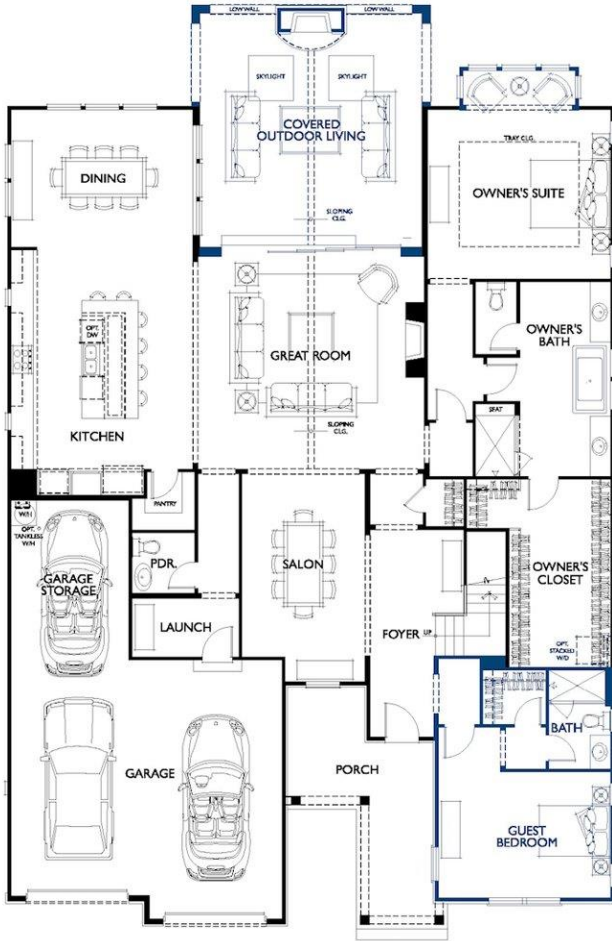 LOW WALL
LOW WALL
SKYLIGHT
SKYLIGHT
COVERED
OUTDOOR LIVING
TRAY CLG.
DINING
OWNER'S SUITE
SLOPING
CLG.
OPT.
DW
OWNER'S
BATH
GREAT ROOM
SEAT
KITCHEN
SLOPING
CLG.
PANTRY
W/H
OPT.
TANKLESS
W/H
PDR.
SALON
OWNER'S
CLOSET
GARAGE
STORAGE
LAUNCH
FOYER
UP
OPT.
STACKED
W/D
BATH
GARAGE
PORCH
GUEST
BEDROOM